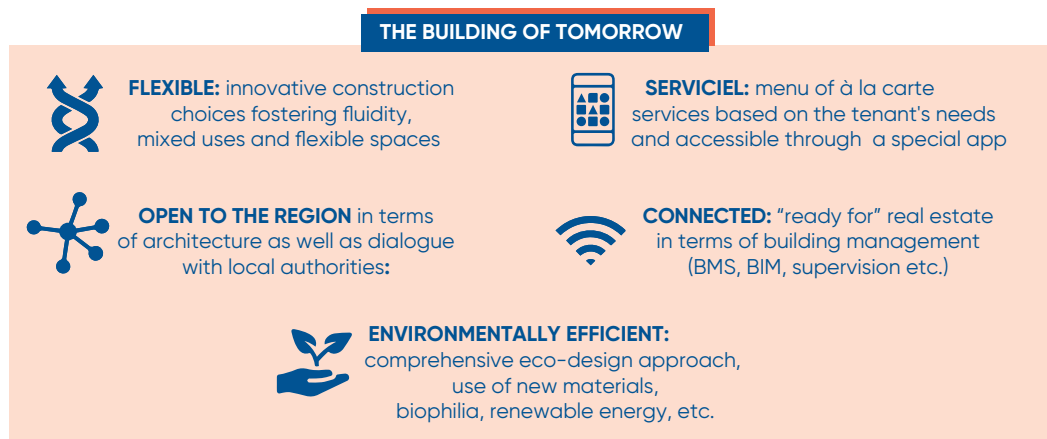 THE BUILDING OF TOMORROW
FLEXIBLE: innovative construction
choices fostering fluidity,
mixed uses and flexible spaces
SERVICIEL: menu of à la carte
services based on the tenant's needs
and accessible through a special app
OPEN TO THE REGION in terms
of architecture as well as dialogue
with local authorities:
CONNECTED: “ready for” real estate
in terms of building management
(BMS, BIM, supervision etc.)
ENVIRONMENTALLY EFFICIENT:
comprehensive eco-design approach,
use of new materials,
biophilia, renewable energy, etc.